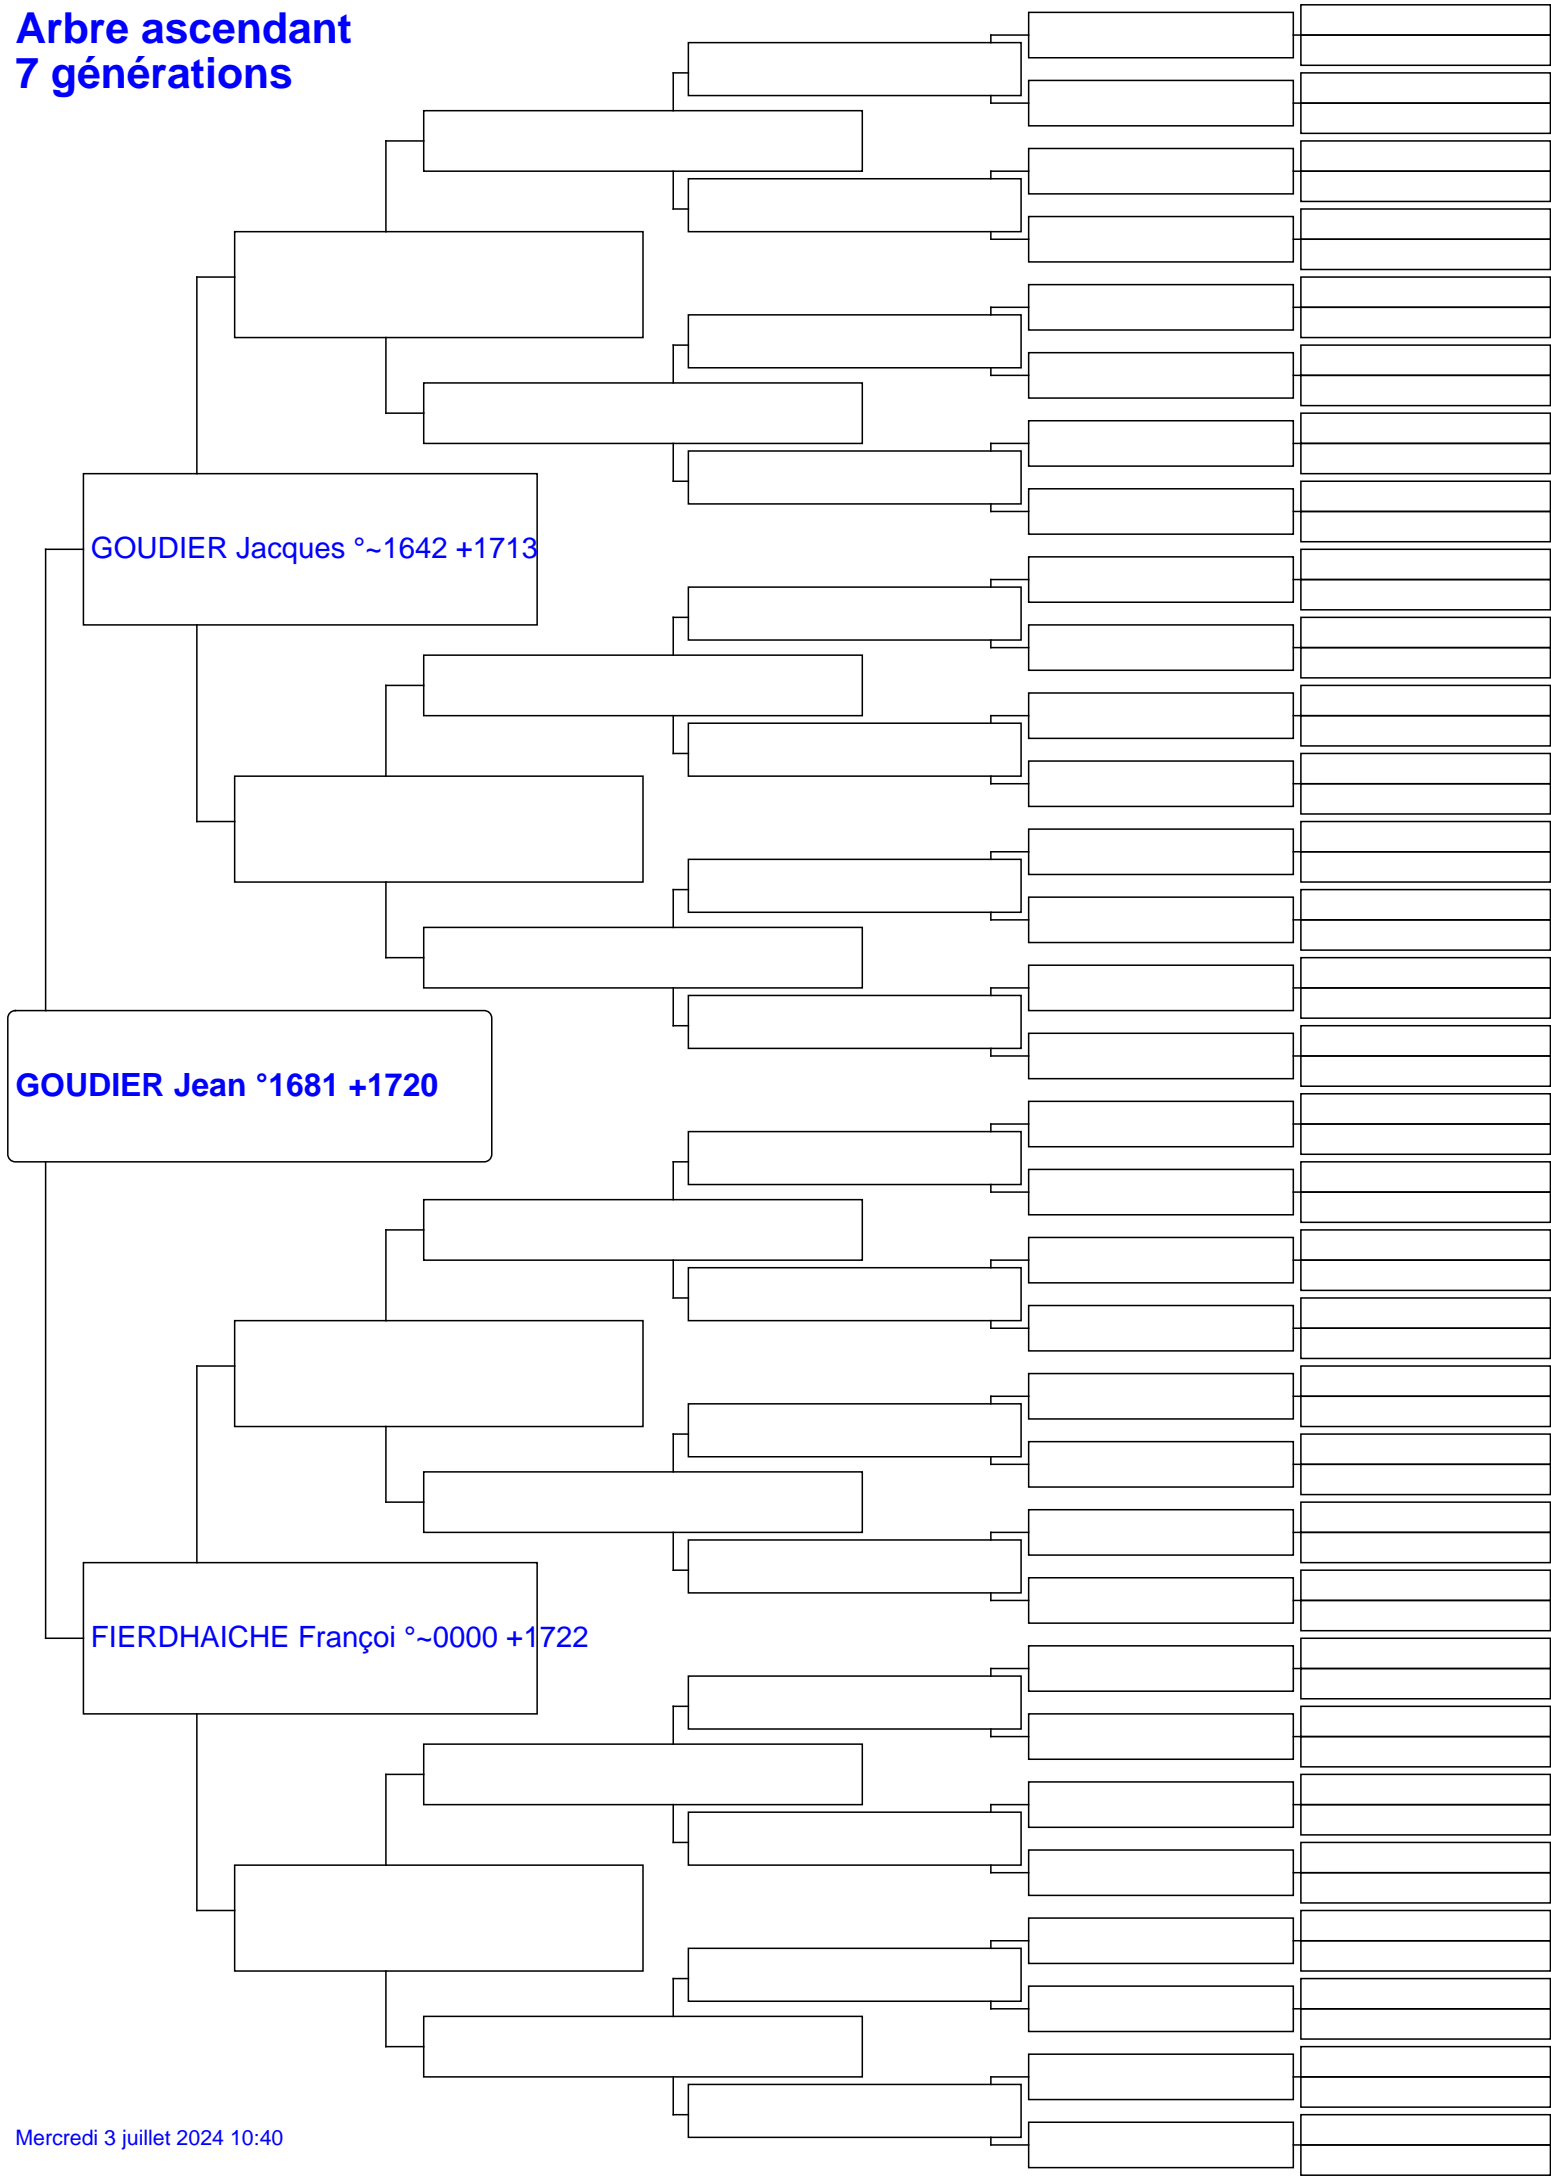 Arbre ascendant
7 générations
GOUDIER Jacques °~1642 +1713
GOUDIER Jean °1681 +1720
FIERDHAICHE Françoi °~0000 +1722
Mercredi 3 juillet 2024 10:40